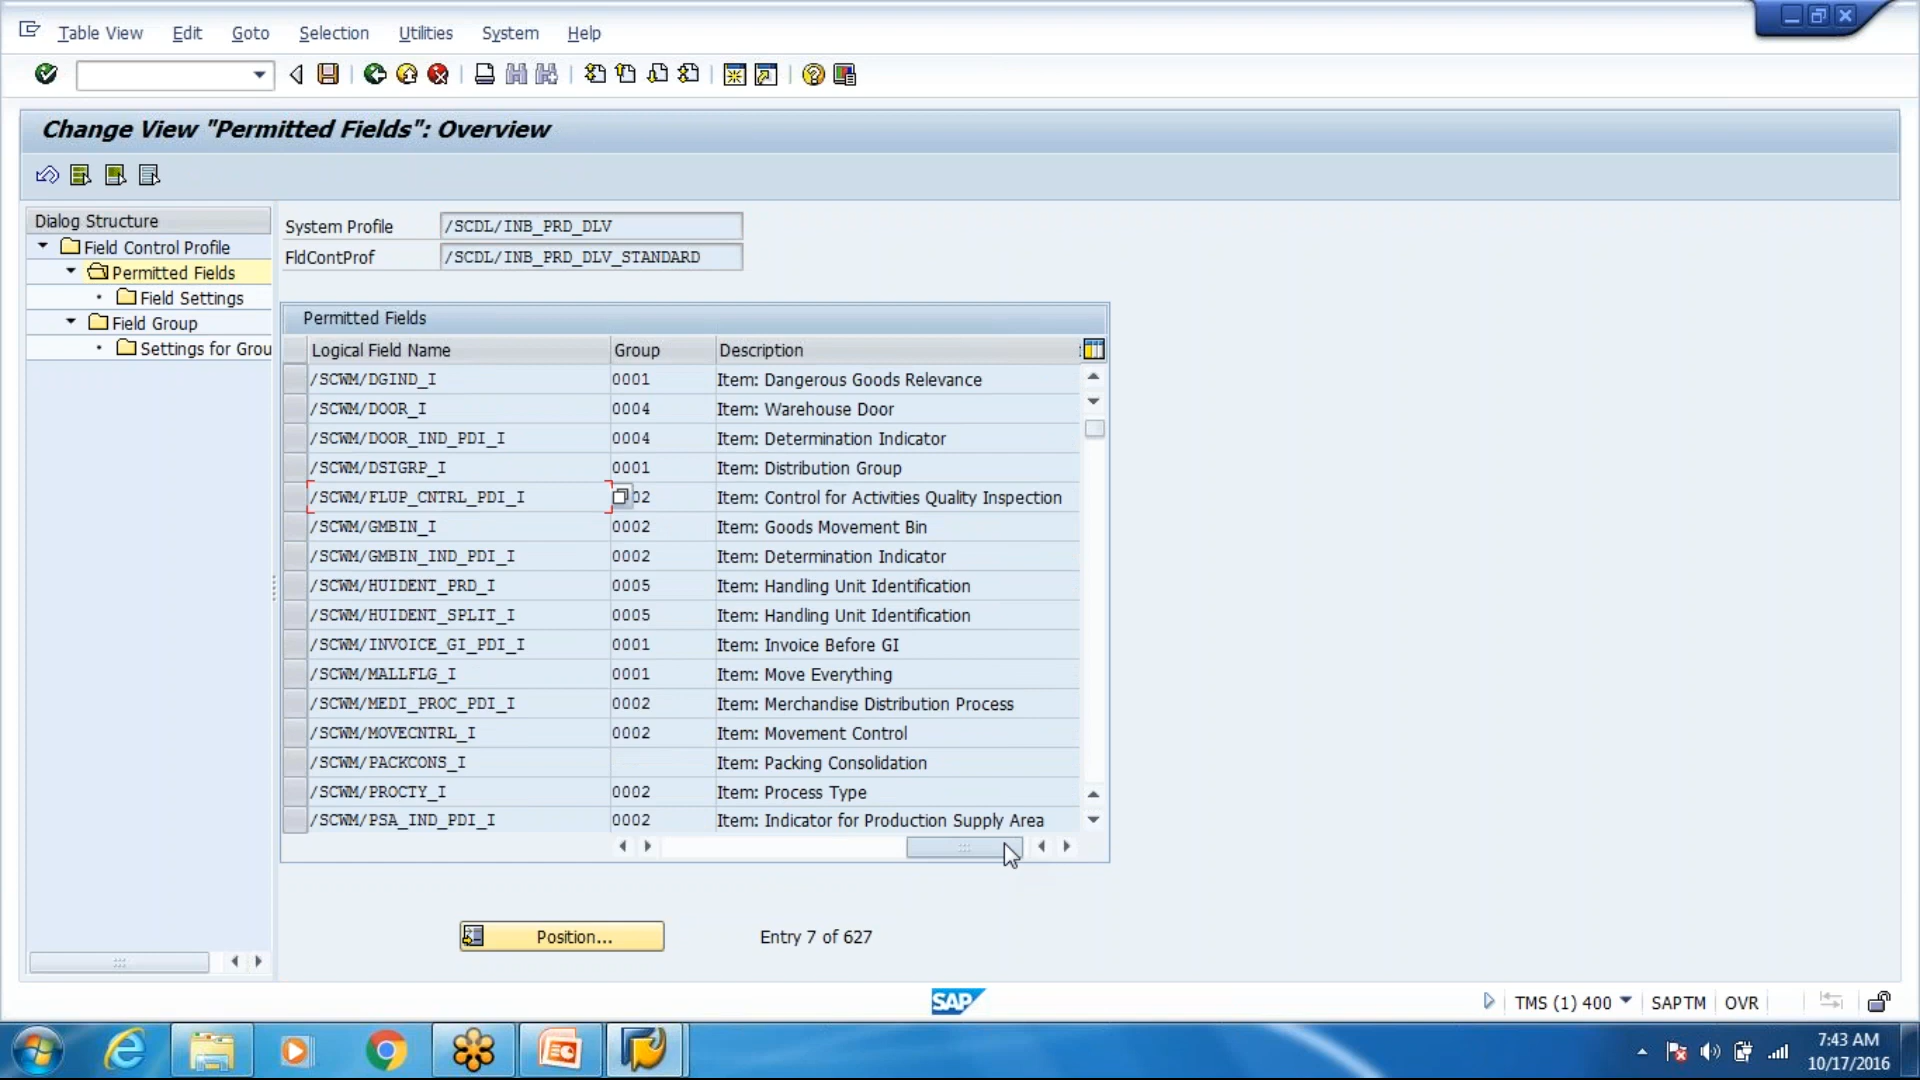 Table View Edit Goto Selection Utilities System Help
Change View "Permitted Fields": Overview
Dialog Structure
Field Control Profile
Permitted Fields
Field Settings
Field Group
Settings for Grou
System Profile /SCDL/INB_PRD_DLV
FldContProf /SCDL/INB_PRD_DLV_STANDARD
Permitted Fields
Logical Field Name Group Description
/SCWM/DGIND_I 0001 Item: Dangerous Goods Relevance
/SCWM/DOOR_I 0004 Item: Warehouse Door
/SCWM/DOOR_IND_PDI_I 0004 Item: Determination Indicator
/SCWM/DSTGRP_I 0001 Item: Distribution Group
/SCWM/FLUP_CNTRL_PDI_I 02 Item: Control for Activities Quality Inspection
/SCWM/GMBIN_I 0002 Item: Goods Movement Bin
/SCWM/GMBIN_IND_PDI_I 0002 Item: Determination Indicator
/SCWM/HUIDENT_PRD_I 0005 Item: Handling Unit Identification
/SCWM/HUIDENT_SPLIT_I 0005 Item: Handling Unit Identification
/SCWM/INVOICE_GI_PDI_I 0001 Item: Invoice Before GI
/SCWM/MALLFLG_I 0001 Item: Move Everything
/SCWM/MEDI_PROC_PDI_I 0002 Item: Merchandise Distribution Process
/SCWM/MOVECNTRL_I 0002 Item: Movement Control
/SCWM/PACKCONS_I Item: Packing Consolidation
/SCWM/PROCTY_I 0002 Item: Process Type
/SCWM/PSA_IND_PDI_I 0002 Item: Indicator for Production Supply Area
Position... Entry 7 of 627
SAP
TMS (1) 400 SAPTM OVR
7:43 AM
10/17/2016